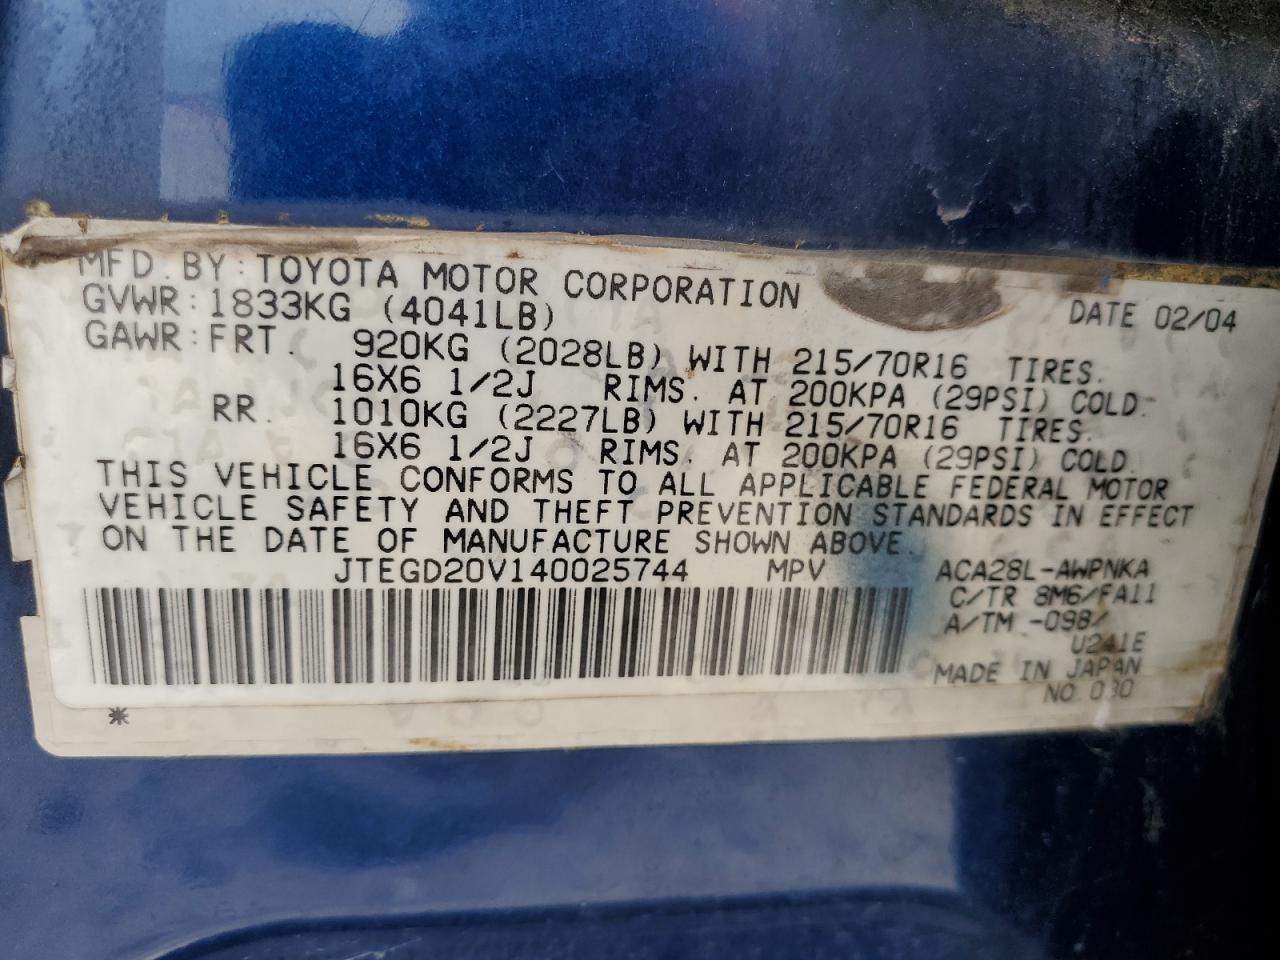 MFD. BY: TOYOTA MOTOR CORPORATION DATE 02/04
GVWR: 1833KG (4041LB)
GAWR: FRT. 920KG (2028LB) WITH 215/70R16 TIRES.
16X6 1/2J RIMS. AT 200KPA (29PSI) COLD.
RR. 1010KG (2227LB) WITH 215/70R16 TIRES.
16X6 1/2J RIMS. AT 200KPA (29PSI) COLD.
THIS VEHICLE CONFORMS TO ALL APPLICABLE FEDERAL MOTOR
VEHICLE SAFETY AND THEFT PREVENTION STANDARDS IN EFFECT
ON THE DATE OF MANUFACTURE SHOWN ABOVE.
JTEGD20V140025744 MPV ACA28L-AWPNKA
C/TR 8M6/FA11
A/TM -098/
U241E
MADE IN JAPAN
NO.
*